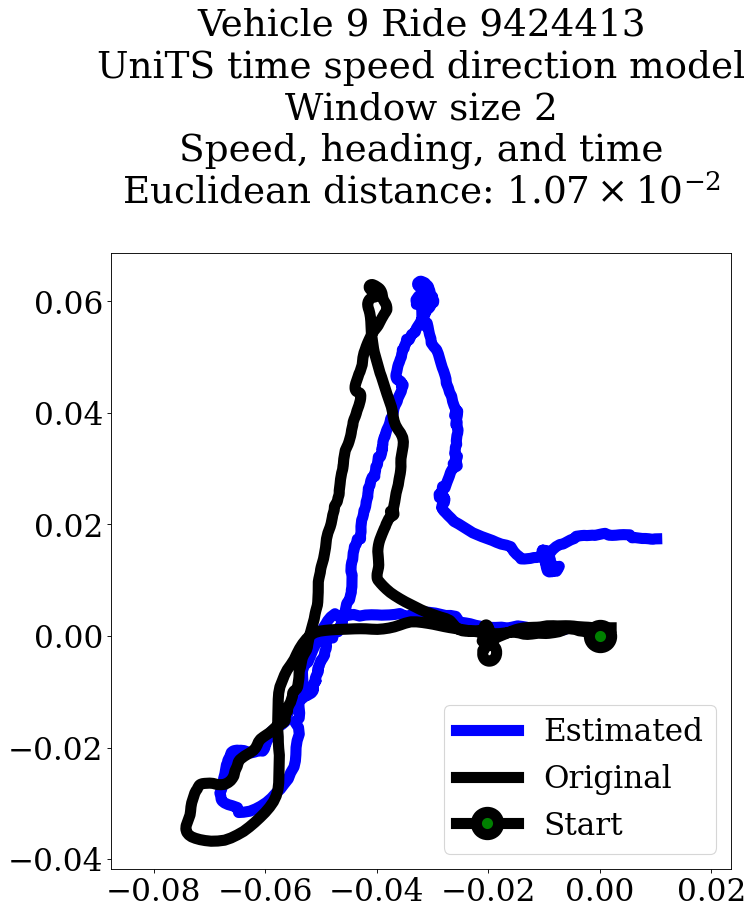 Vehicle 9 Ride 9424413
UniTS time speed direction model
Window size 2
Speed, heading, and time
Euclidean distance: 1.07 × 10⁻²
0.06
0.04
0.02
0.00
−0.02
−0.04
Estimated
Original
Start
−0.08 −0.06 −0.04 −0.02 0.00 0.02